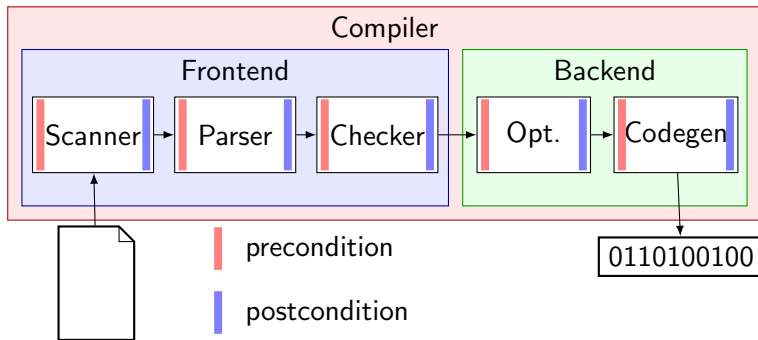 Compiler
Frontend
Backend
Scanner
Parser
Checker
Opt.
Codegen
precondition
0110100100
postcondition